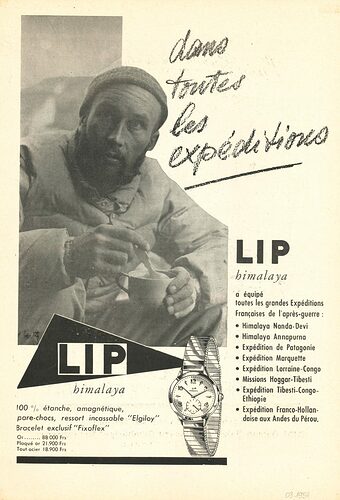 dans
toutes
les
expéditions
LIP
himalaya
a équipé
toutes les grandes Expéditions
Françaises de l'après-guerre :
• Himalaya Nanda-Devi
• Himalaya Annapurna
• Expédition de Patagonie
• Expédition Marquette
• Expédition Lorraine-Congo
• Missions Hoggar-Tibesti
• Expédition Tibesti-Congo-
Ethiopie
• Expédition Franco-Hollan-
daise aux Andes du Pérou.
LIP
himalaya
100 % étanche, amagnétique,
pare-chocs, ressort incassable "Elgiloy"
Bracelet exclusif "Fixoflex"
Or........ 88 000 Frs
Plaqué or 21.900 Frs
Tout acier 18.900 Frs